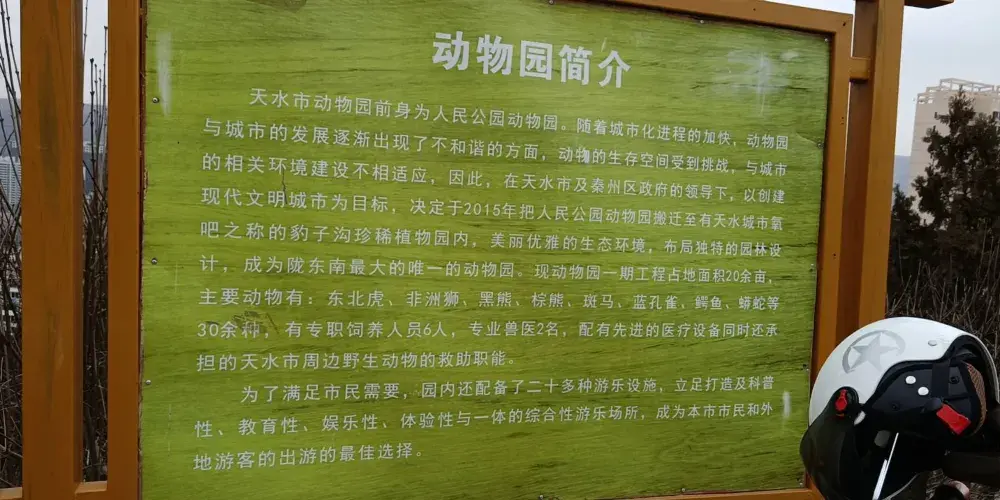 动物园简介
天水市动物园前身为人民公园动物园。随着城市化进程的加快，动物园
与城市的发展逐渐出现了不和谐的方面，动物的生存空间受到挑战，与城市
的相关环境建设不相适应，因此，在天水市及秦州区政府的领导下，以创建
现代文明城市为目标，决定于2015年把人民公园动物园搬迁至有天水城市氧
吧之称的豹子沟珍稀植物园内，美丽优雅的生态环境，布局独特的园林设
计，成为陇东南最大的唯一的动物园。现动物园一期工程占地面积20余亩，
主要动物有：东北虎、非洲狮、黑熊、棕熊、斑马、蓝孔雀、鳄鱼、蟒蛇等
30余种，有专职饲养人员6人，专业兽医2名，配有先进的医疗设备同时还承
担的天水市周边野生动物的救助职能。
为了满足市民需要，园内还配备了二十多种游乐设施，立足打造及科普
性、教育性、娱乐性、体验性与一体的综合性游乐场所，成为本市市民和外
地游客的出游的最佳选择。